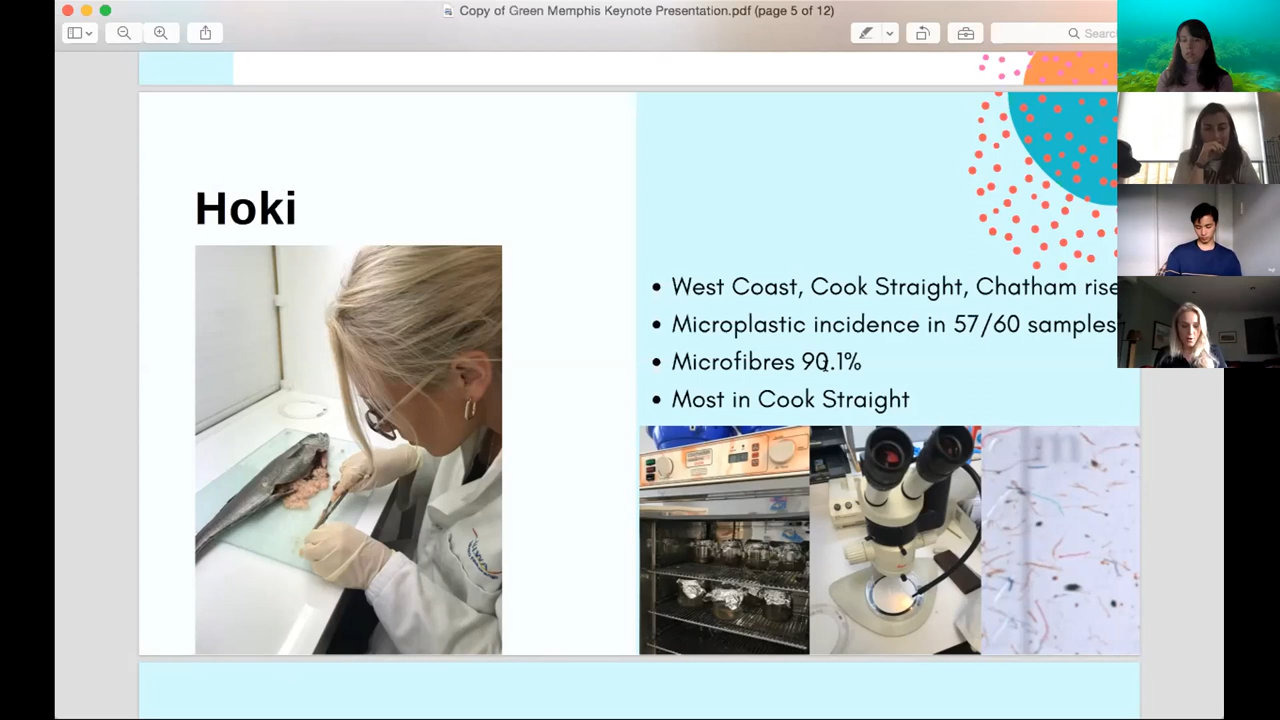 Copy of Green Memphis Keynote Presentation.pdf (page 5 of 12)
Searc
Hoki
• West Coast, Cook Straight, Chatham rise
• Microplastic incidence in 57/60 samples
• Microfibres 90.1%
• Most in Cook Straight